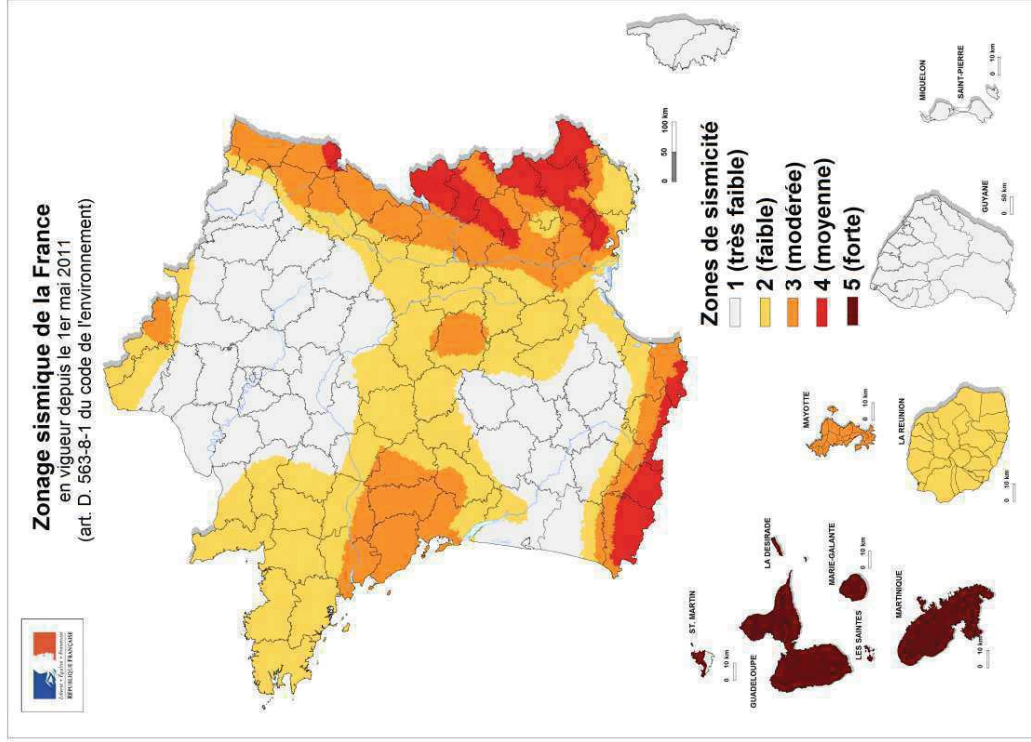 Zonage sismique de la France
en vigueur depuis le 1er mai 2011
(art. D. 563-8-1 du code de l'environnement)
Liberté • Égalité • Fraternité
RÉPUBLIQUE FRANÇAISE
0 50 100 km
Zones de sismicité
1 (très faible)
2 (faible)
3 (modérée)
4 (moyenne)
5 (forte)
ST. MARTIN
0 10 km
GUADELOUPE
LA DESIRADE
LES SAINTES
MARIE-GALANTE
0 10 km
MARTINIQUE
0 10 km
MAYOTTE
0 10 km
LA REUNION
0 10 km
GUYANE
0 50 km
MIQUELON
SAINT-PIERRE
0 10 km